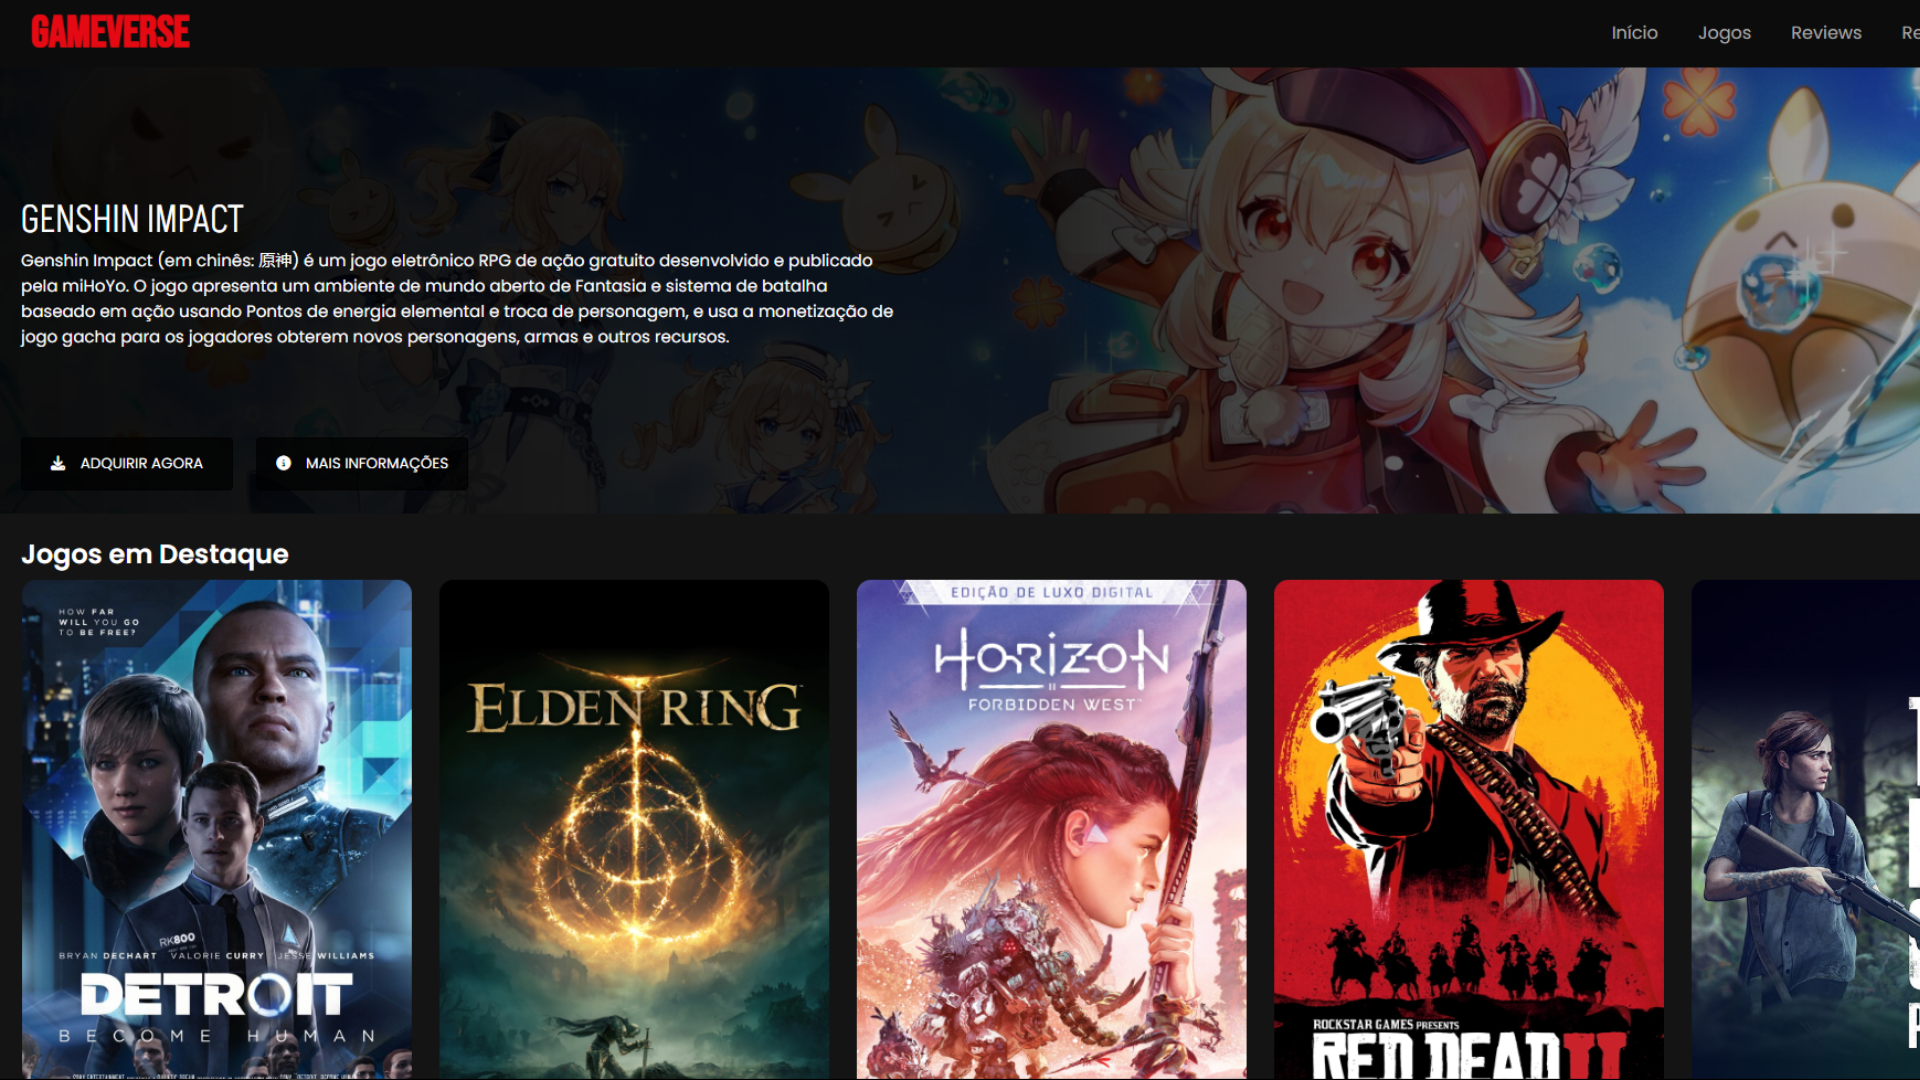 GAMEVERSE
Início Jogos Reviews Re
GENSHIN IMPACT
Genshin Impact (em chinês: 原神) é um jogo eletrônico RPG de ação gratuito desenvolvido e publicado
pela miHoYo. O jogo apresenta um ambiente de mundo aberto de Fantasia e sistema de batalha
baseado em ação usando Pontos de energia elemental e troca de personagem, e usa a monetização de
jogo gacha para os jogadores obterem novos personagens, armas e outros recursos.
ADQUIRIR AGORA
MAIS INFORMAÇÕES
Jogos em Destaque
HOW FAR
WILL YOU GO
TO BE FREE?
RK800
BRYAN DECHART VALORIE CURRY JESSE WILLIAMS
DETROIT
BECOME HUMAN
ELDEN RING
EDIÇÃO DE LUXO DIGITAL
HORIZON
II
FORBIDDEN WEST
ROCKSTAR GAMES PRESENTS
RED DEAD II